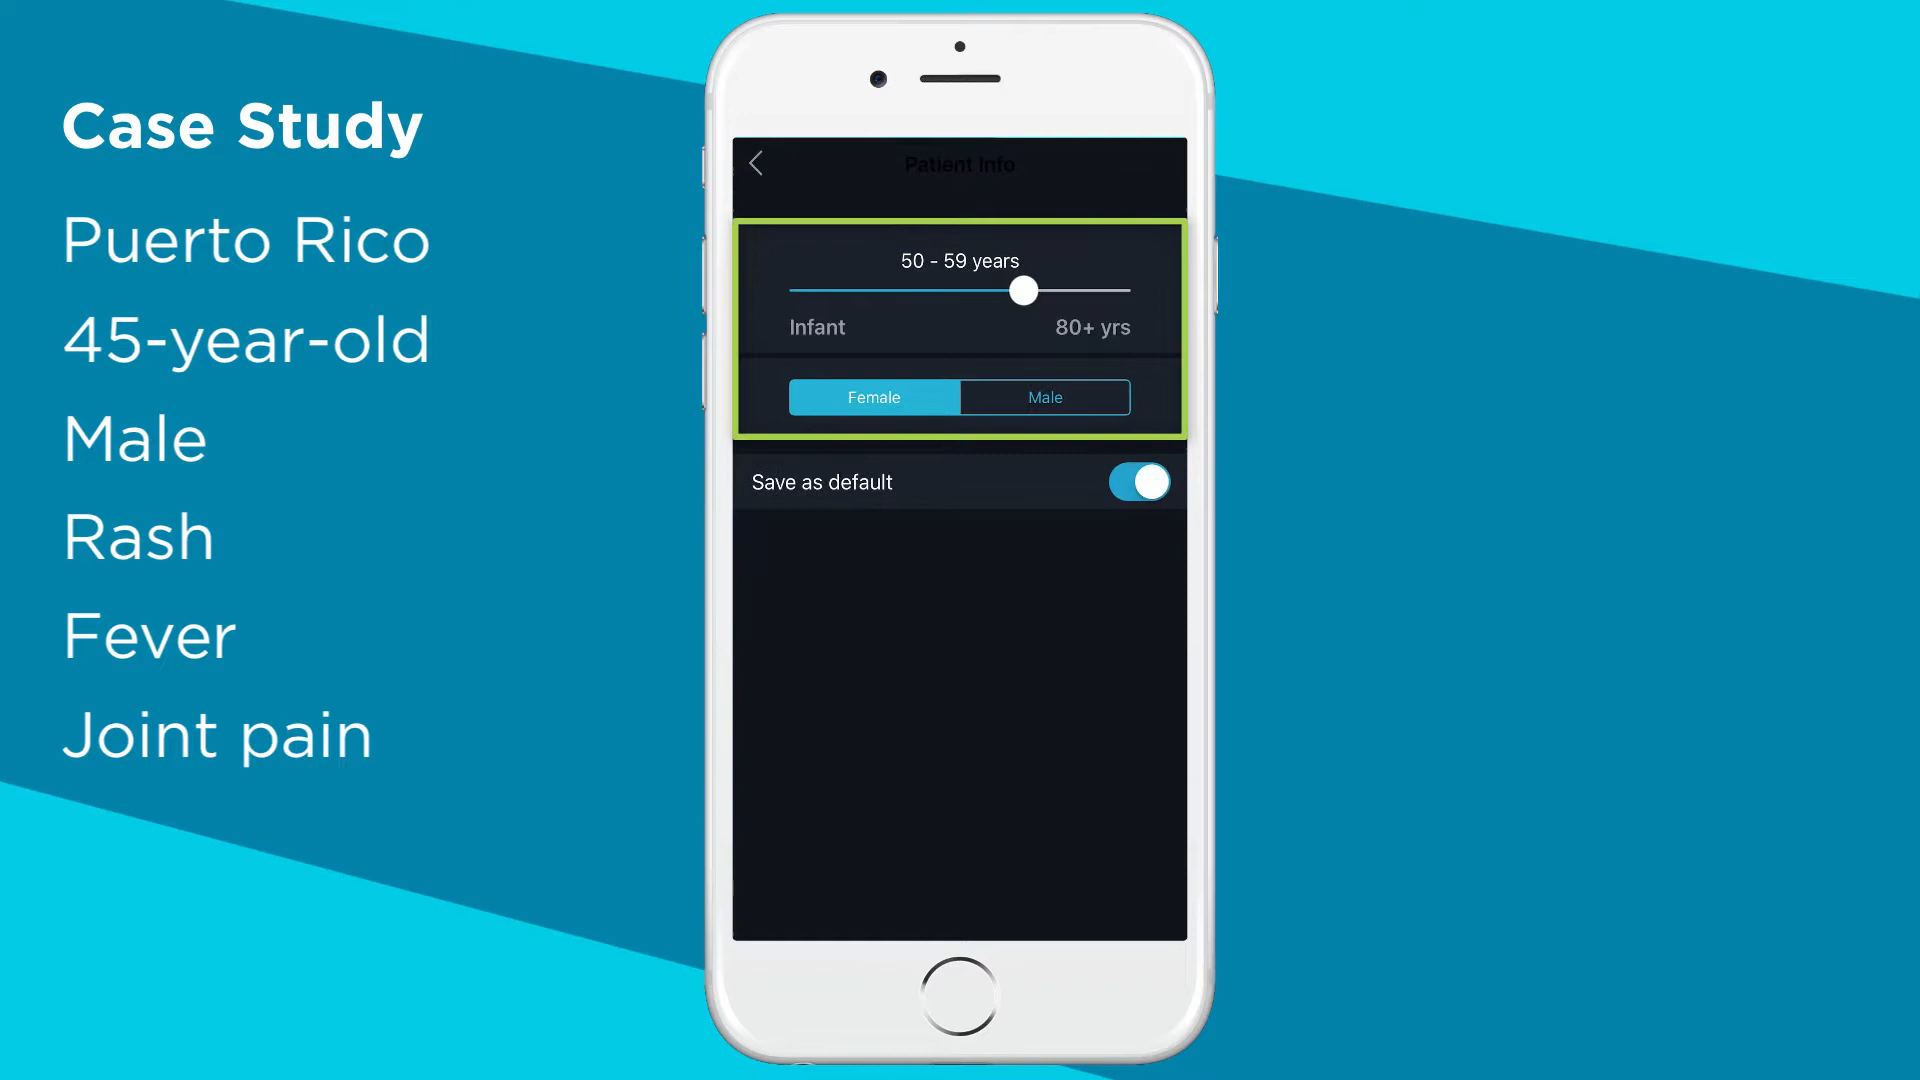 Case Study
Puerto Rico
45-year-old
Male
Rash
Fever
Joint pain
Patient Info
50 - 59 years
Infant
80+ yrs
Female
Male
Save as default